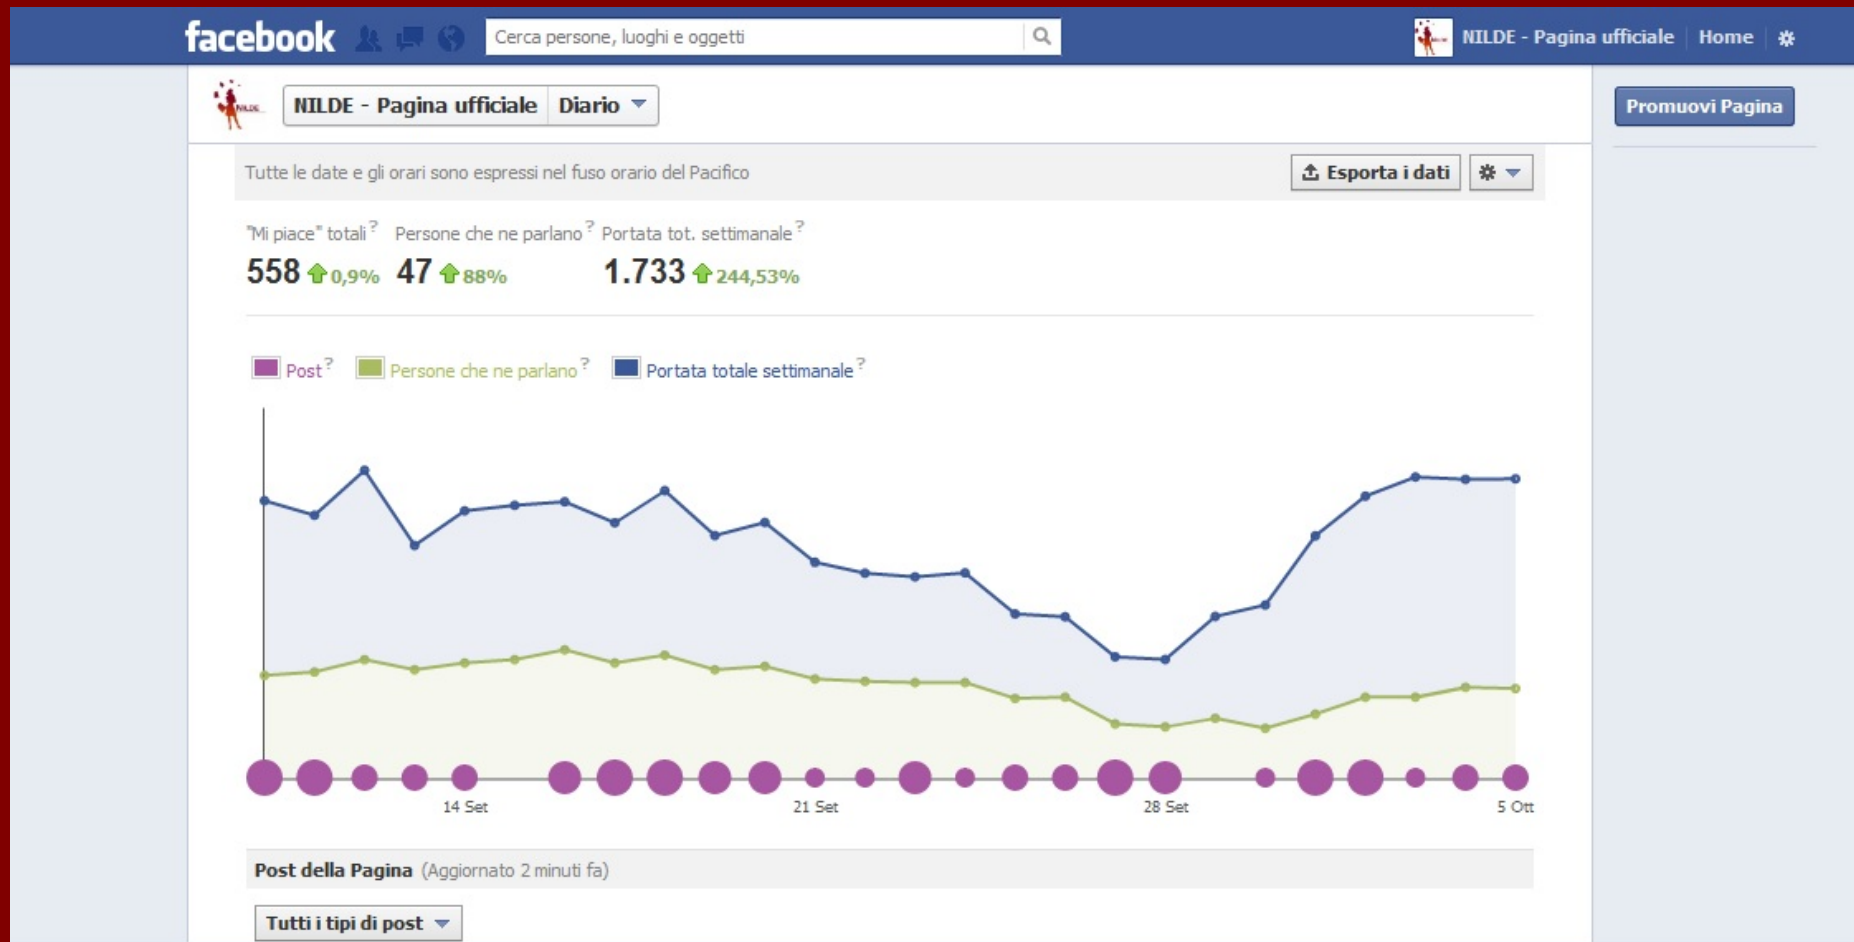 facebook Cerca persone, luoghi e oggetti NILDE - Pagina ufficiale Home
NILDE - Pagina ufficiale Diario Promuovi Pagina
Tutte le date e gli orari sono espressi nel fuso orario del Pacifico Esporta i dati
"Mi piace" totali? Persone che ne parlano? Portata tot. settimanale?
558 0,9% 47 88% 1.733 244,53%
Post? Persone che ne parlano? Portata totale settimanale?
14 Set 21 Set 28 Set 5 Ott
Post della Pagina (Aggiornato 2 minuti fa)
Tutti i tipi di post